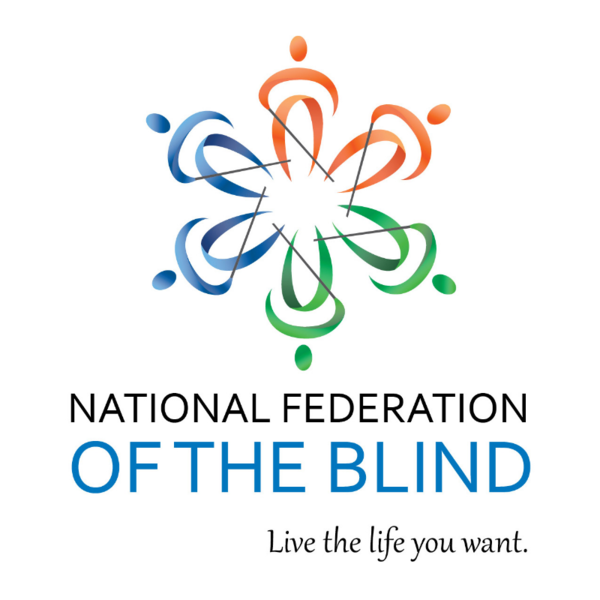 NATIONAL FEDERATION
OF THE BLIND
Live the life you want.